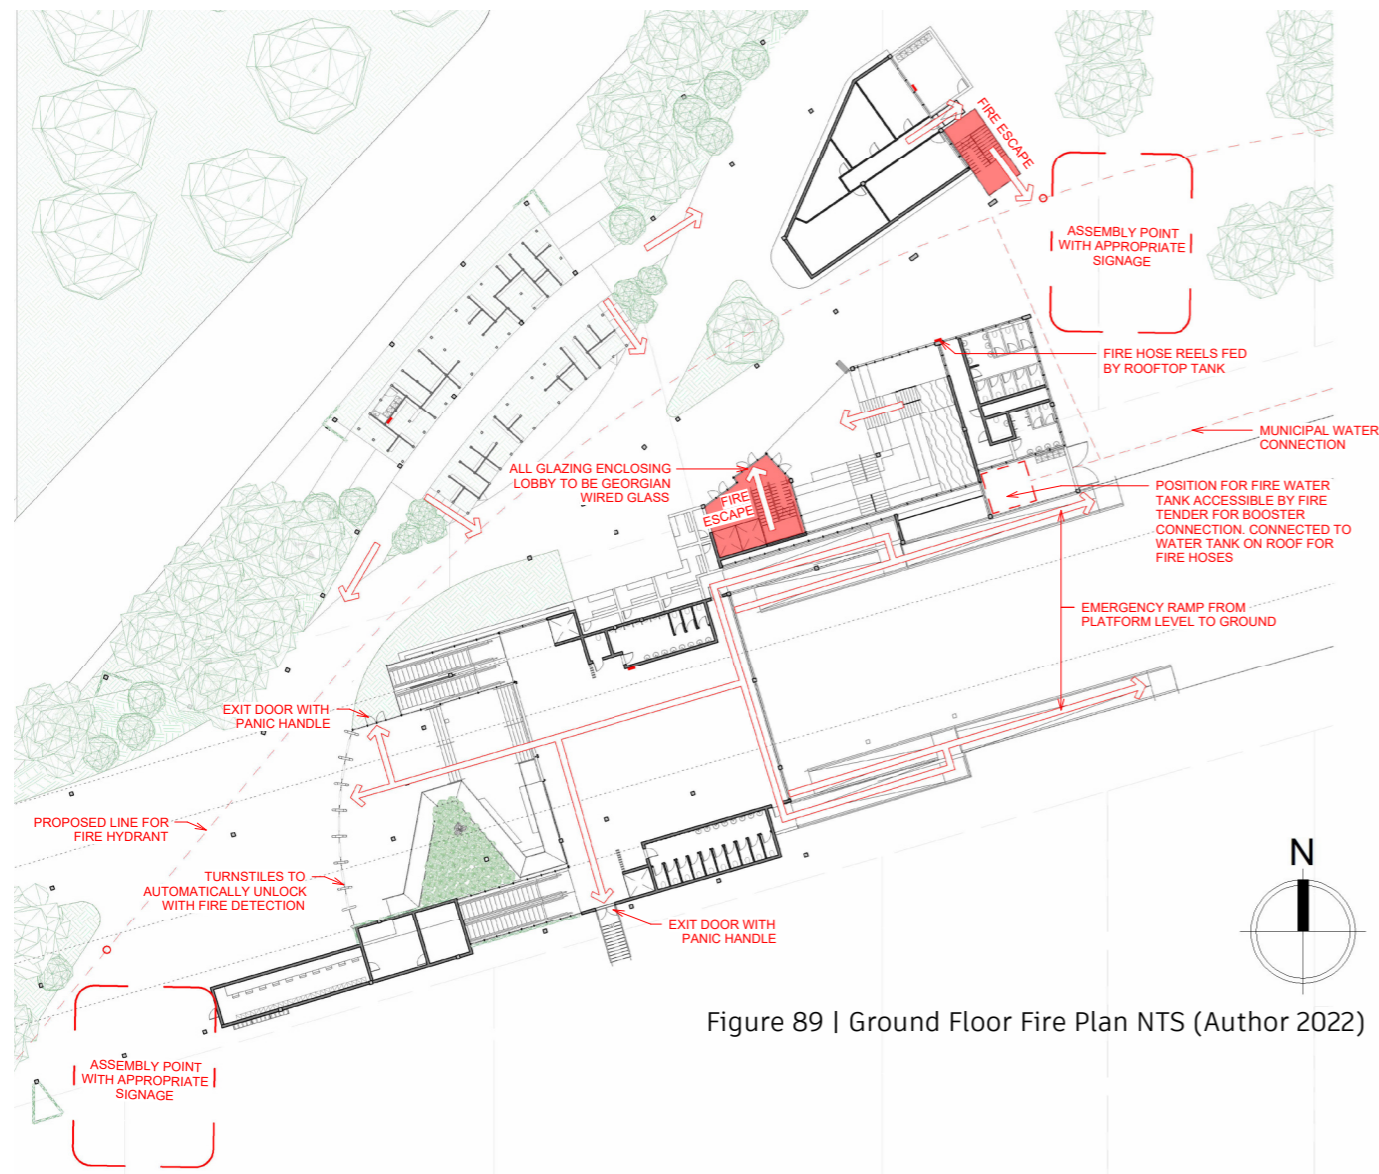 FIRE ESCAPE
ASSEMBLY POINT
WITH APPROPRIATE
SIGNAGE
FIRE HOSE REELS FED
BY ROOFTOP TANK
MUNICIPAL WATER
CONNECTION
ALL GLAZING ENCLOSING
LOBBY TO BE GEORGIAN
WIRED GLASS
FIRE
ESCAPE
POSITION FOR FIRE WATER
TANK ACCESSIBLE BY FIRE
TENDER FOR BOOSTER
CONNECTION. CONNECTED TO
WATER TANK ON ROOF FOR
FIRE HOSES
EMERGENCY RAMP FROM
PLATFORM LEVEL TO GROUND
EXIT DOOR WITH
PANIC HANDLE
PROPOSED LINE FOR
FIRE HYDRANT
TURNSTILES TO
AUTOMATICALLY UNLOCK
WITH FIRE DETECTION
EXIT DOOR WITH
PANIC HANDLE
N
Figure 89 | Ground Floor Fire Plan NTS (Author 2022)
ASSEMBLY POINT
WITH APPROPRIATE
SIGNAGE